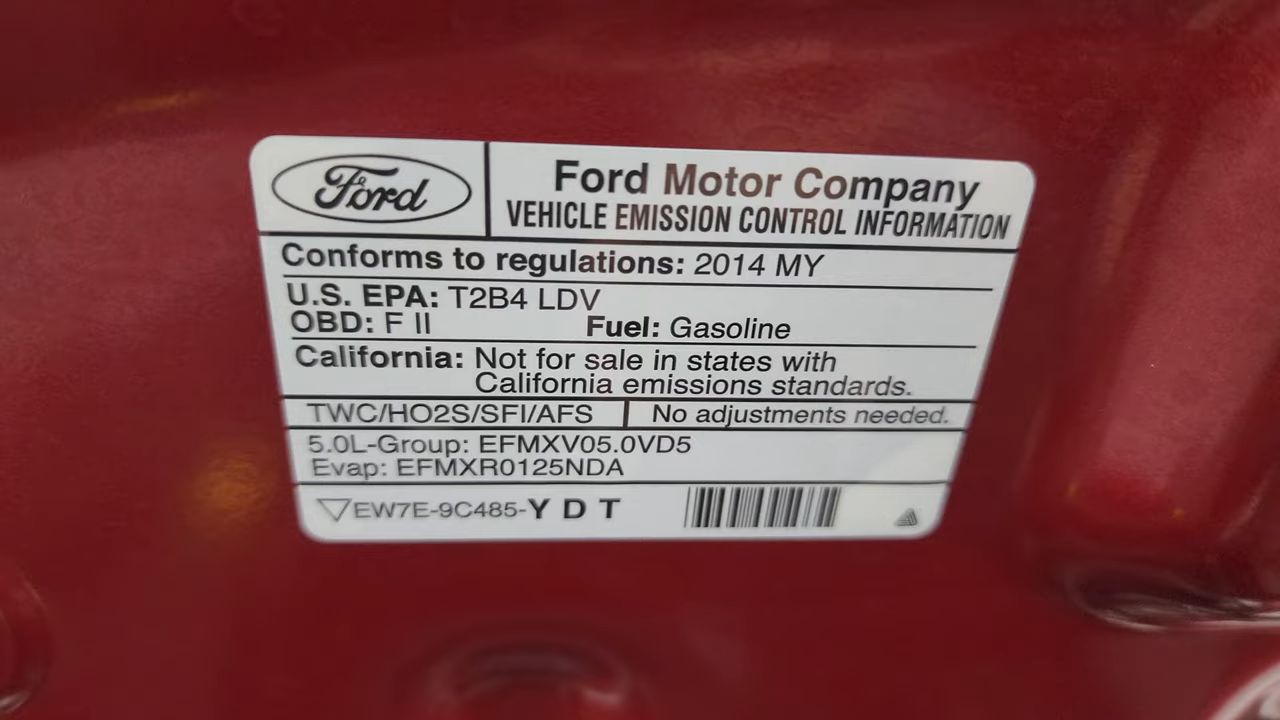 Ford
Ford Motor Company
VEHICLE EMISSION CONTROL INFORMATION
Conforms to regulations: 2014 MY
U.S. EPA: T2B4 LDV
OBD: F II Fuel: Gasoline
California: Not for sale in states with
California emissions standards.
TWC/HO2S/SFI/AFS No adjustments needed.
5.0L-Group: EFMXV05.0VD5
Evap: EFMXR0125NDA
EW7E-9C485-Y D T